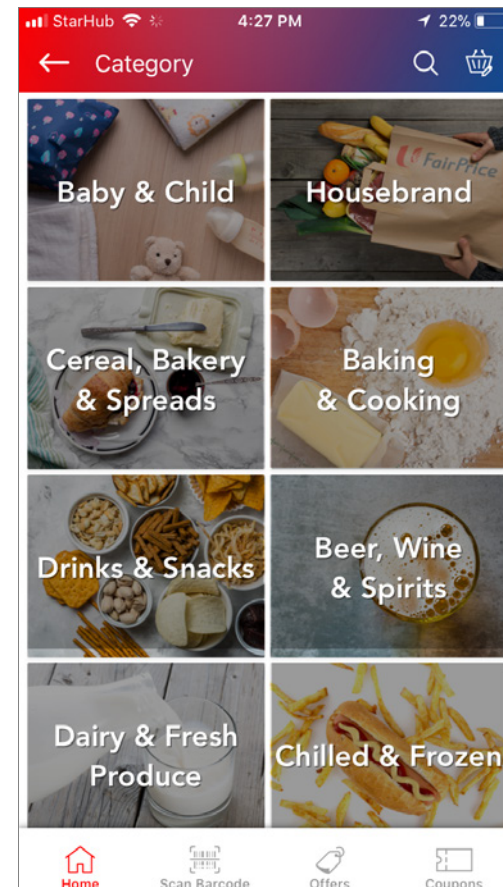 StarHub 4:27 PM 22%
Category
Baby & Child
Housebrand
FairPrice
Cereal, Bakery
& Spreads
Baking
& Cooking
Drinks & Snacks
Beer, Wine
& Spirits
Dairy & Fresh
Produce
Chilled & Frozen
Home Scan Barcode Offers Coupons